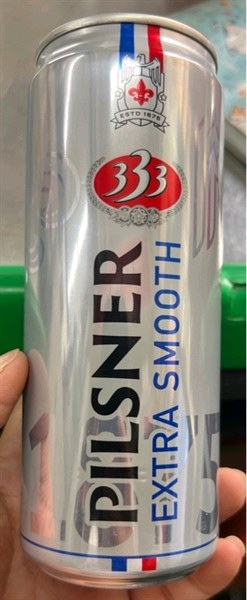 ESTD 1875
333
PILSNER
EXTRA SMOOTH